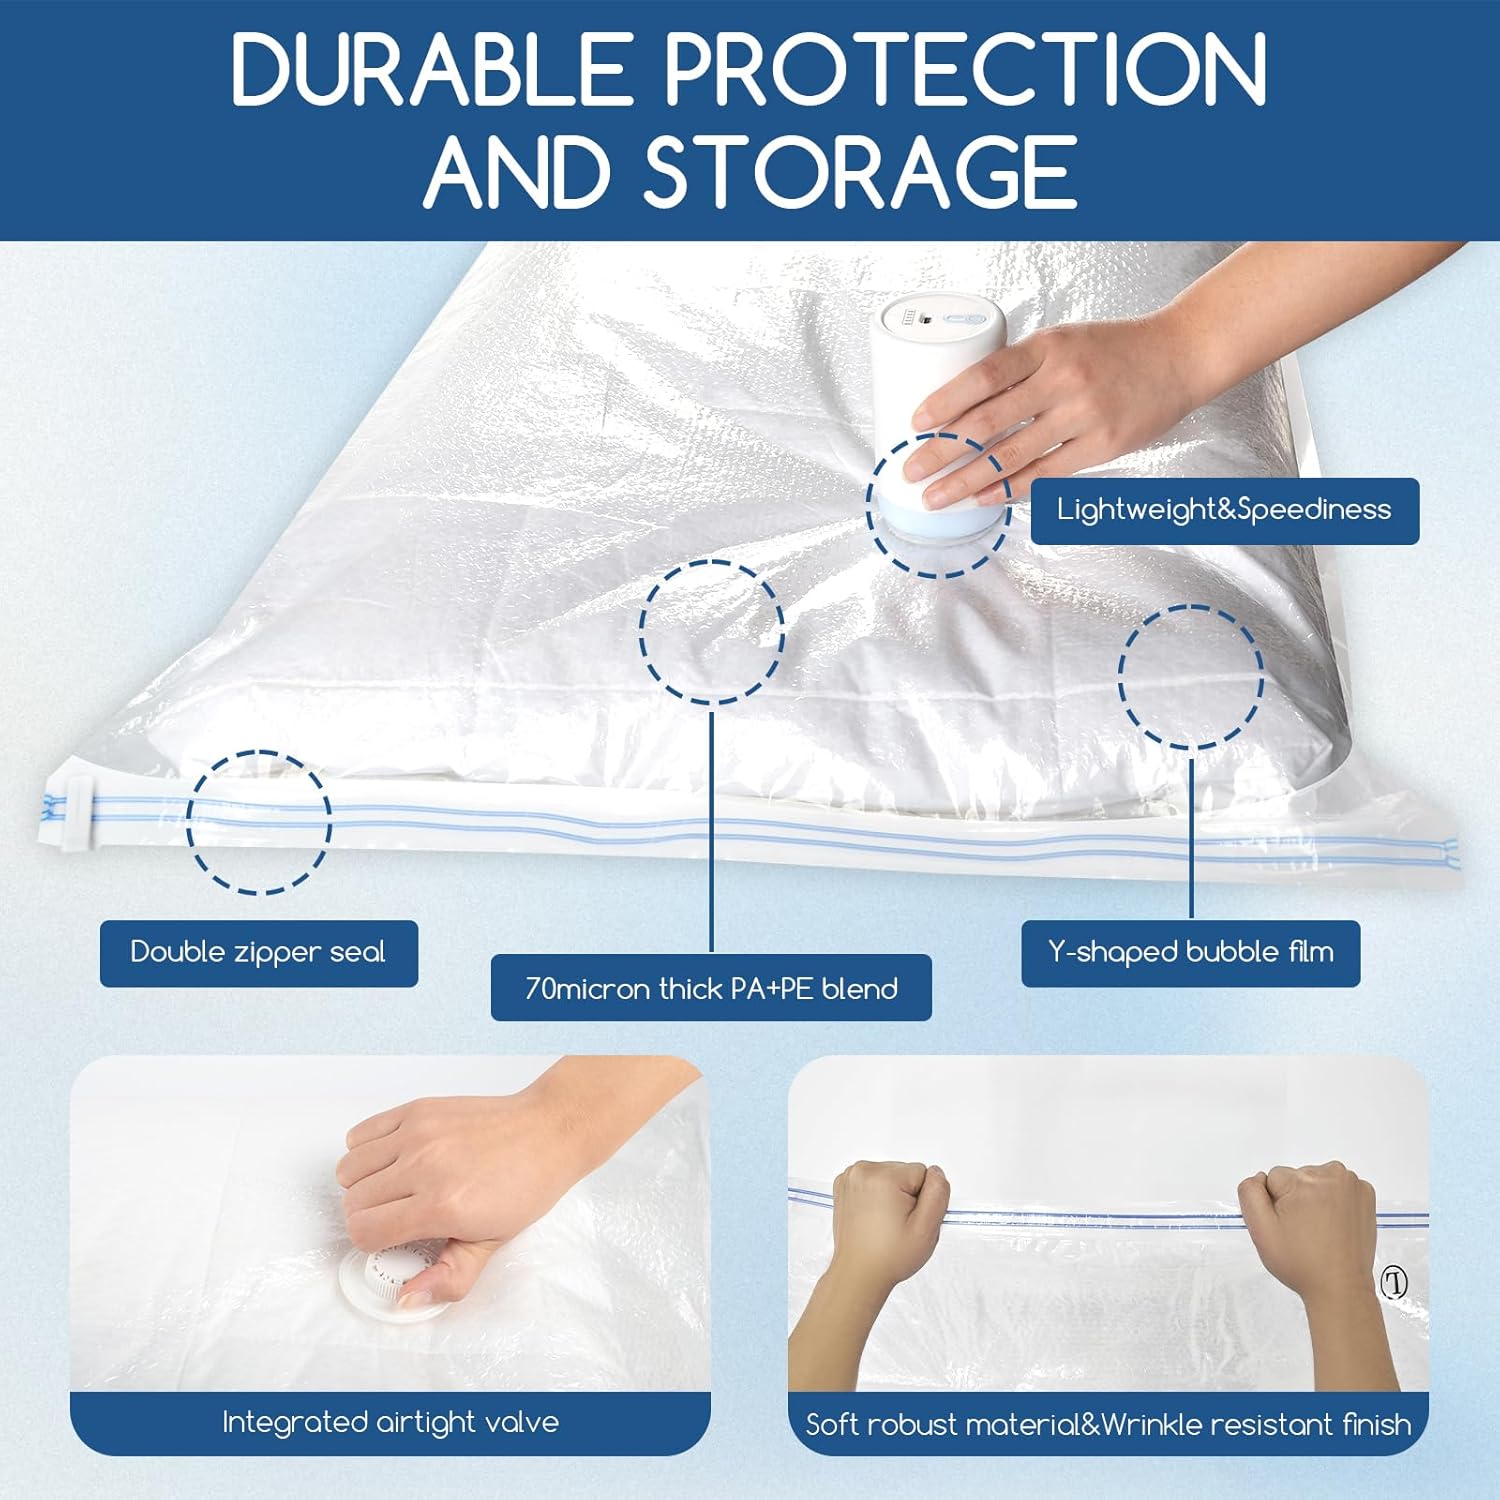 DURABLE PROTECTION
AND STORAGE
Lightweight&Speediness
Double zipper seal
70micron thick PA+PE blend
Y-shaped bubble film
L
Integrated airtight valve
Soft robust material&Wrinkle resistant finish